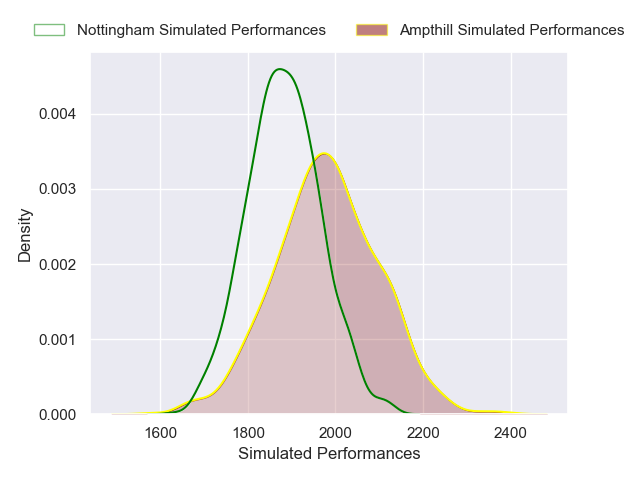 Nottingham Simulated Performances Ampthill Simulated Performances
0.004
0.003
0.002
0.001
0.000
Density
1600 1800 2000 2200 2400
Simulated Performances